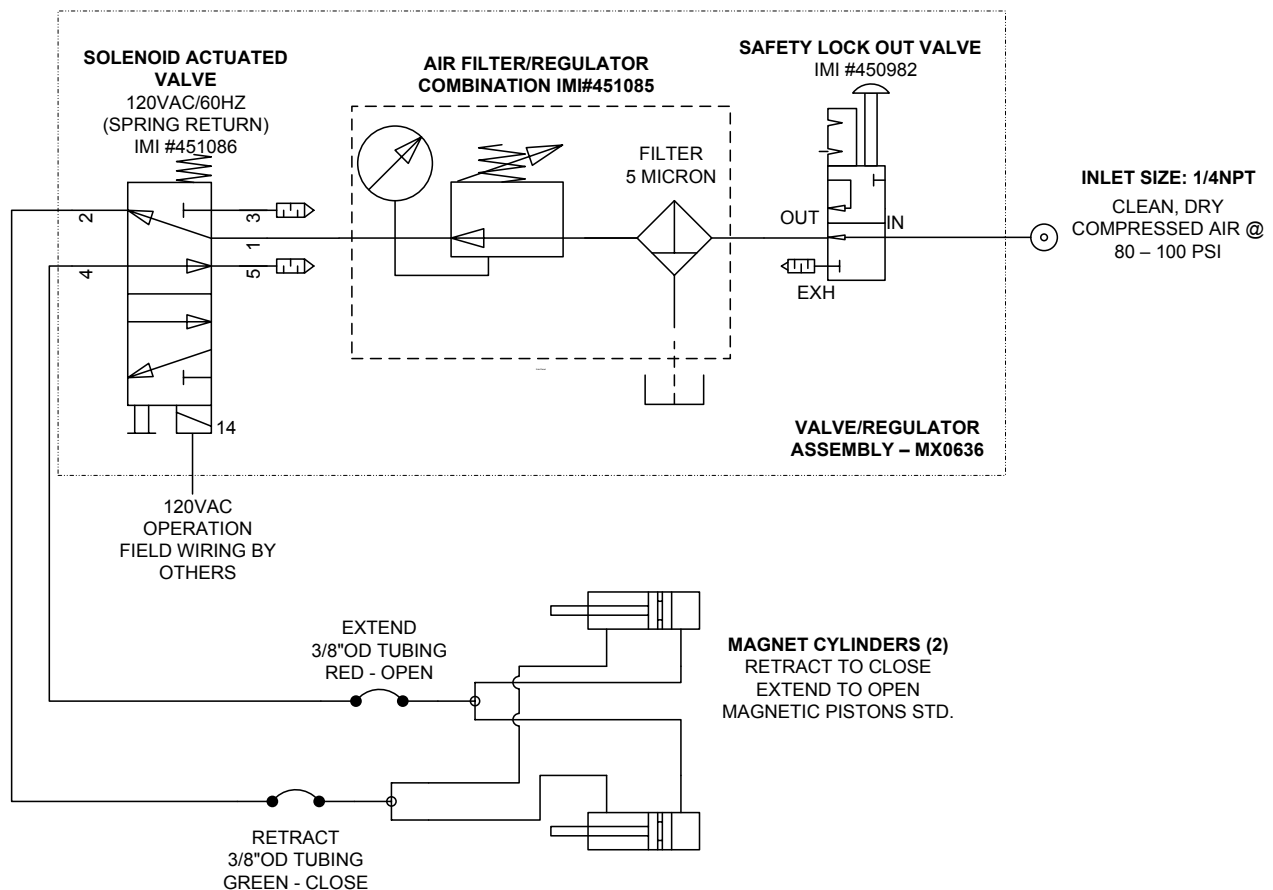 SOLENOID ACTUATED
VALVE
120VAC/60HZ
(SPRING RETURN)
IMI #451086
AIR FILTER/REGULATOR
COMBINATION IMI#451085
SAFETY LOCK OUT VALVE
IMI #450982
FILTER
5 MICRON
INLET SIZE: 1/4NPT
CLEAN, DRY
COMPRESSED AIR @
80 – 100 PSI
OUT
IN
EXH
2
3
1
4
5
14
VALVE/REGULATOR
ASSEMBLY – MX0636
120VAC
OPERATION
FIELD WIRING BY
OTHERS
EXTEND
3/8"OD TUBING
RED - OPEN
MAGNET CYLINDERS (2)
RETRACT TO CLOSE
EXTEND TO OPEN
MAGNETIC PISTONS STD.
RETRACT
3/8"OD TUBING
GREEN - CLOSE